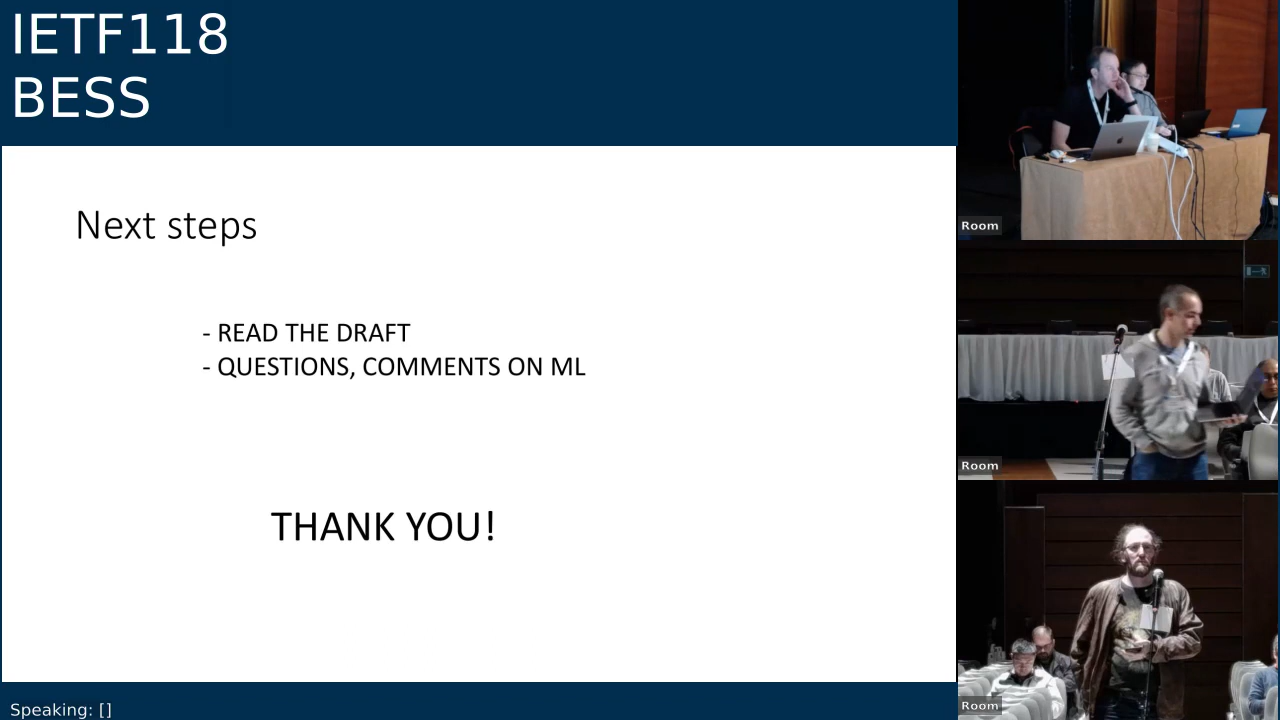 IETF118
BESS
Next steps
- READ THE DRAFT
- QUESTIONS, COMMENTS ON ML
THANK YOU!
Speaking: []
Room
Room
Room